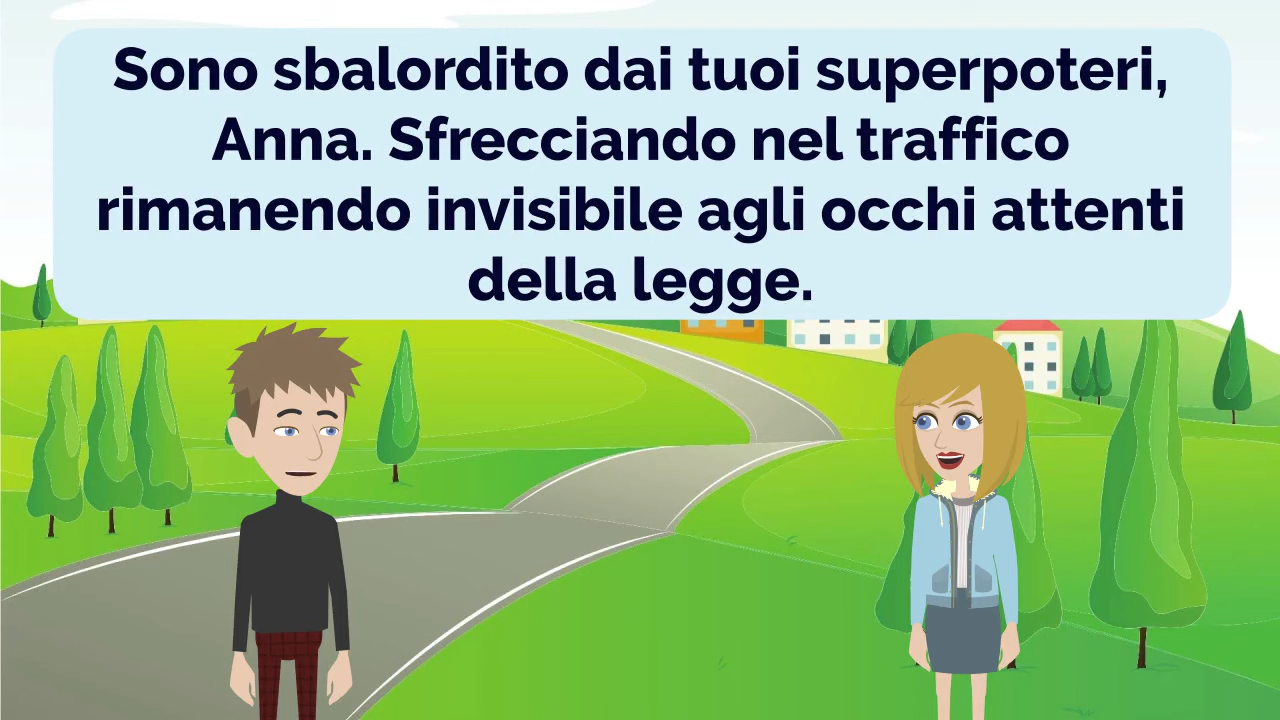 Sono sbalordito dai tuoi superpoteri,
Anna. Sfrecciando nel traffico
rimanendo invisibile agli occhi attenti
della legge.